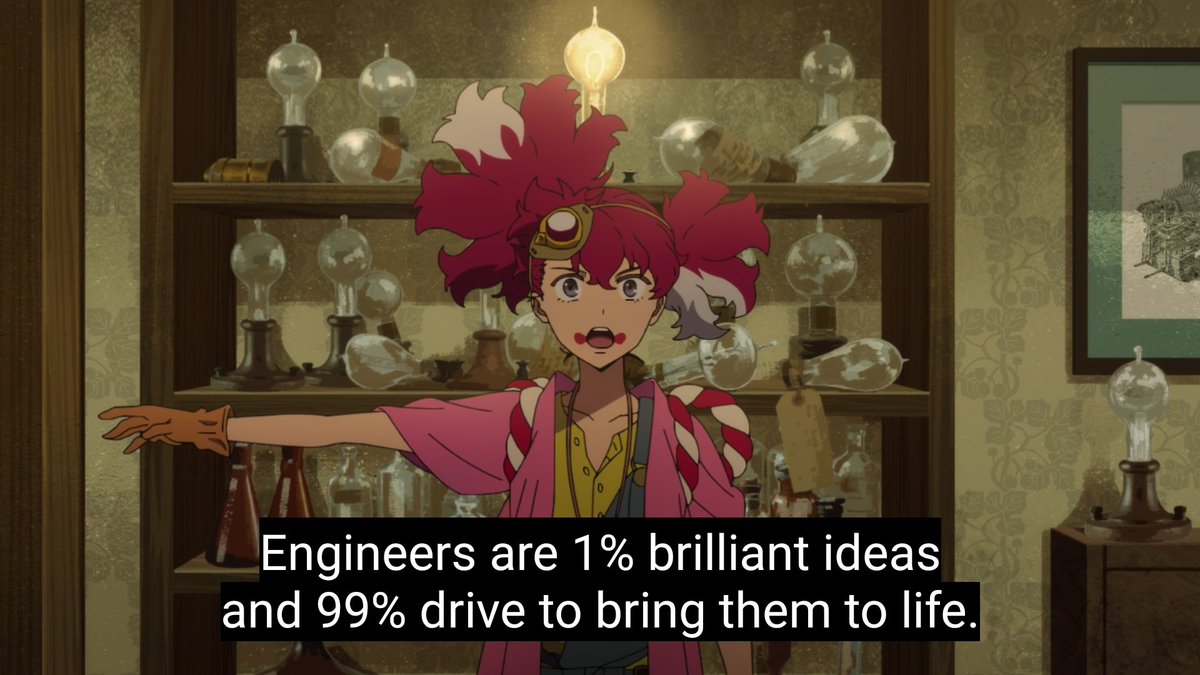 Engineers are 1% brilliant ideas
and 99% drive to bring them to life.